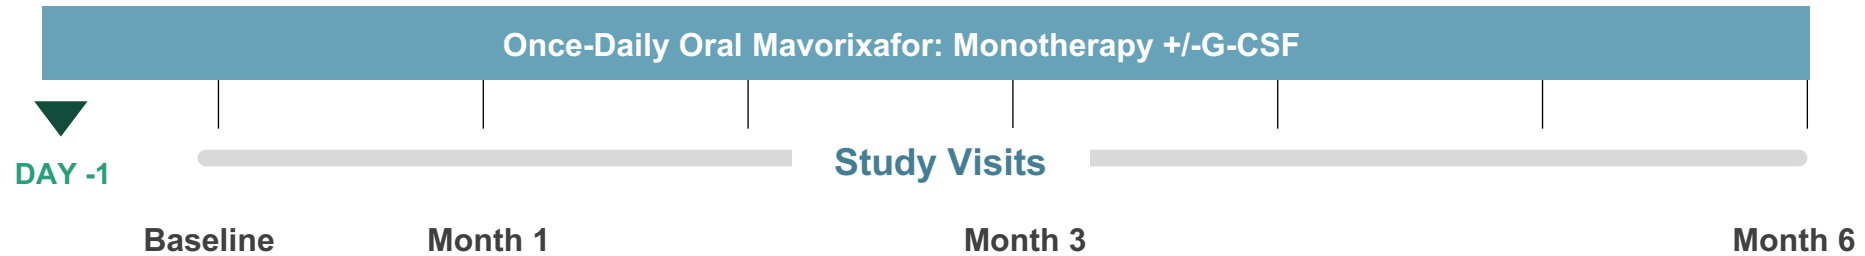 Once-Daily Oral Mavorixafor: Monotherapy +/-G-CSF
DAY -1
Study Visits
Baseline
Month 1
Month 3
Month 6